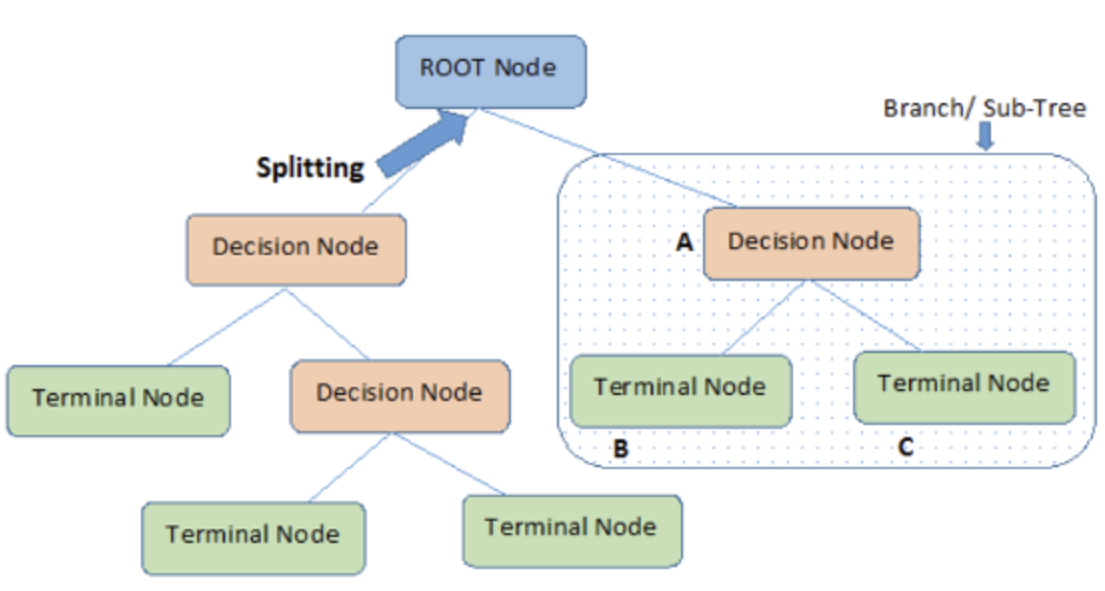 ROOT Node
Branch/ Sub-Tree
Splitting
Decision Node
A
Decision Node
Terminal Node
Decision Node
Terminal Node
Terminal Node
B
C
Terminal Node
Terminal Node